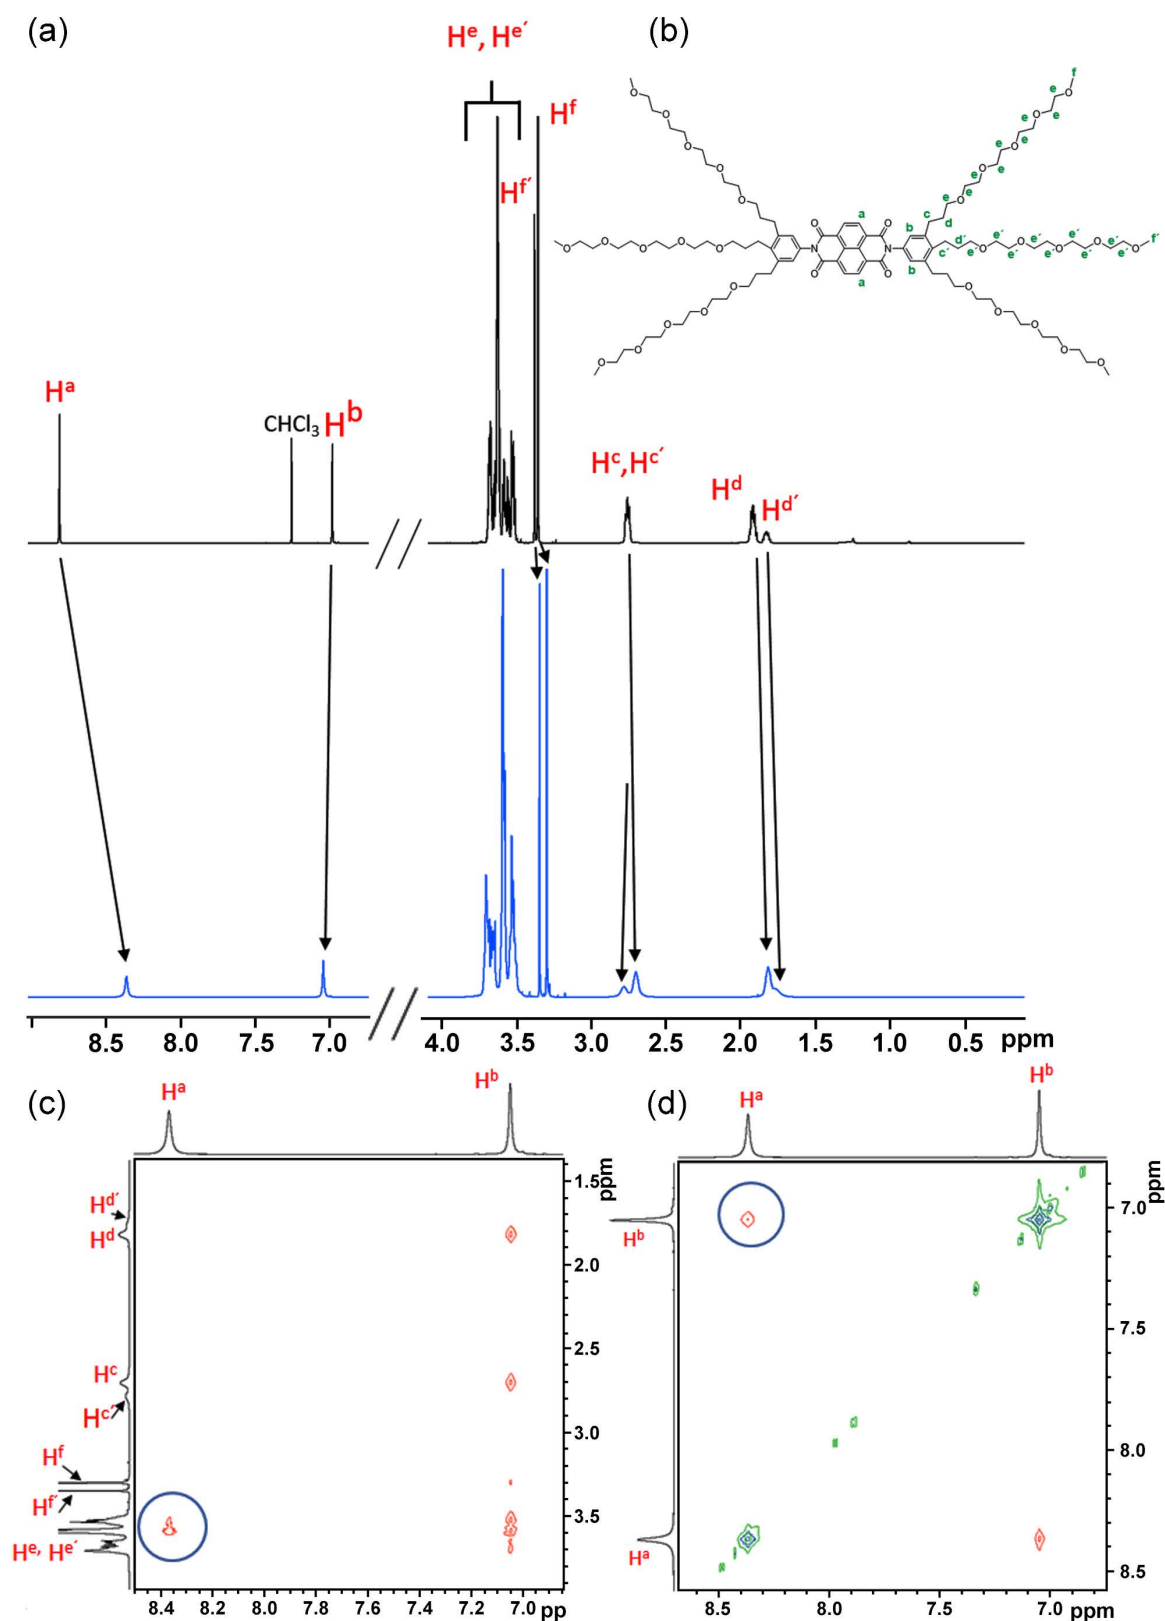 (a)
Hᵉ, Hᵉ´
(b)
Hᶠ
Hᶠ´
Hᵃ
CHCl₃
Hᵇ
Hᶜ,Hᶜ´
Hᵈ
Hᵈ´
f
e
e
O
e
O
e
e
O
e
e
O
e
e
O
e
c
d
a
b
O
O
N
N
O
O
c´
d´
e´
O
e´
e´
O
e´
e´
O
e´
e´
O
e´
e´
O
f´
b
a
8.5 8.0 7.5 7.0 4.0 3.5 3.0 2.5 2.0 1.5 1.0 0.5 ppm
(c)
Hᵃ
Hᵇ
Hᵈ´
Hᵈ
Hᶜ
Hᶜ´
Hᶠ
Hᶠ´
Hᵉ, Hᵉ´
ppm
1.5
2.0
2.5
3.0
3.5
8.4 8.2 8.0 7.8 7.6 7.4 7.2 7.0 pp
(d)
Hᵃ
Hᵇ
Hᵇ
Hᵃ
ppm
7.0
7.5
8.0
8.5
8.5 8.0 7.5 7.0 ppm